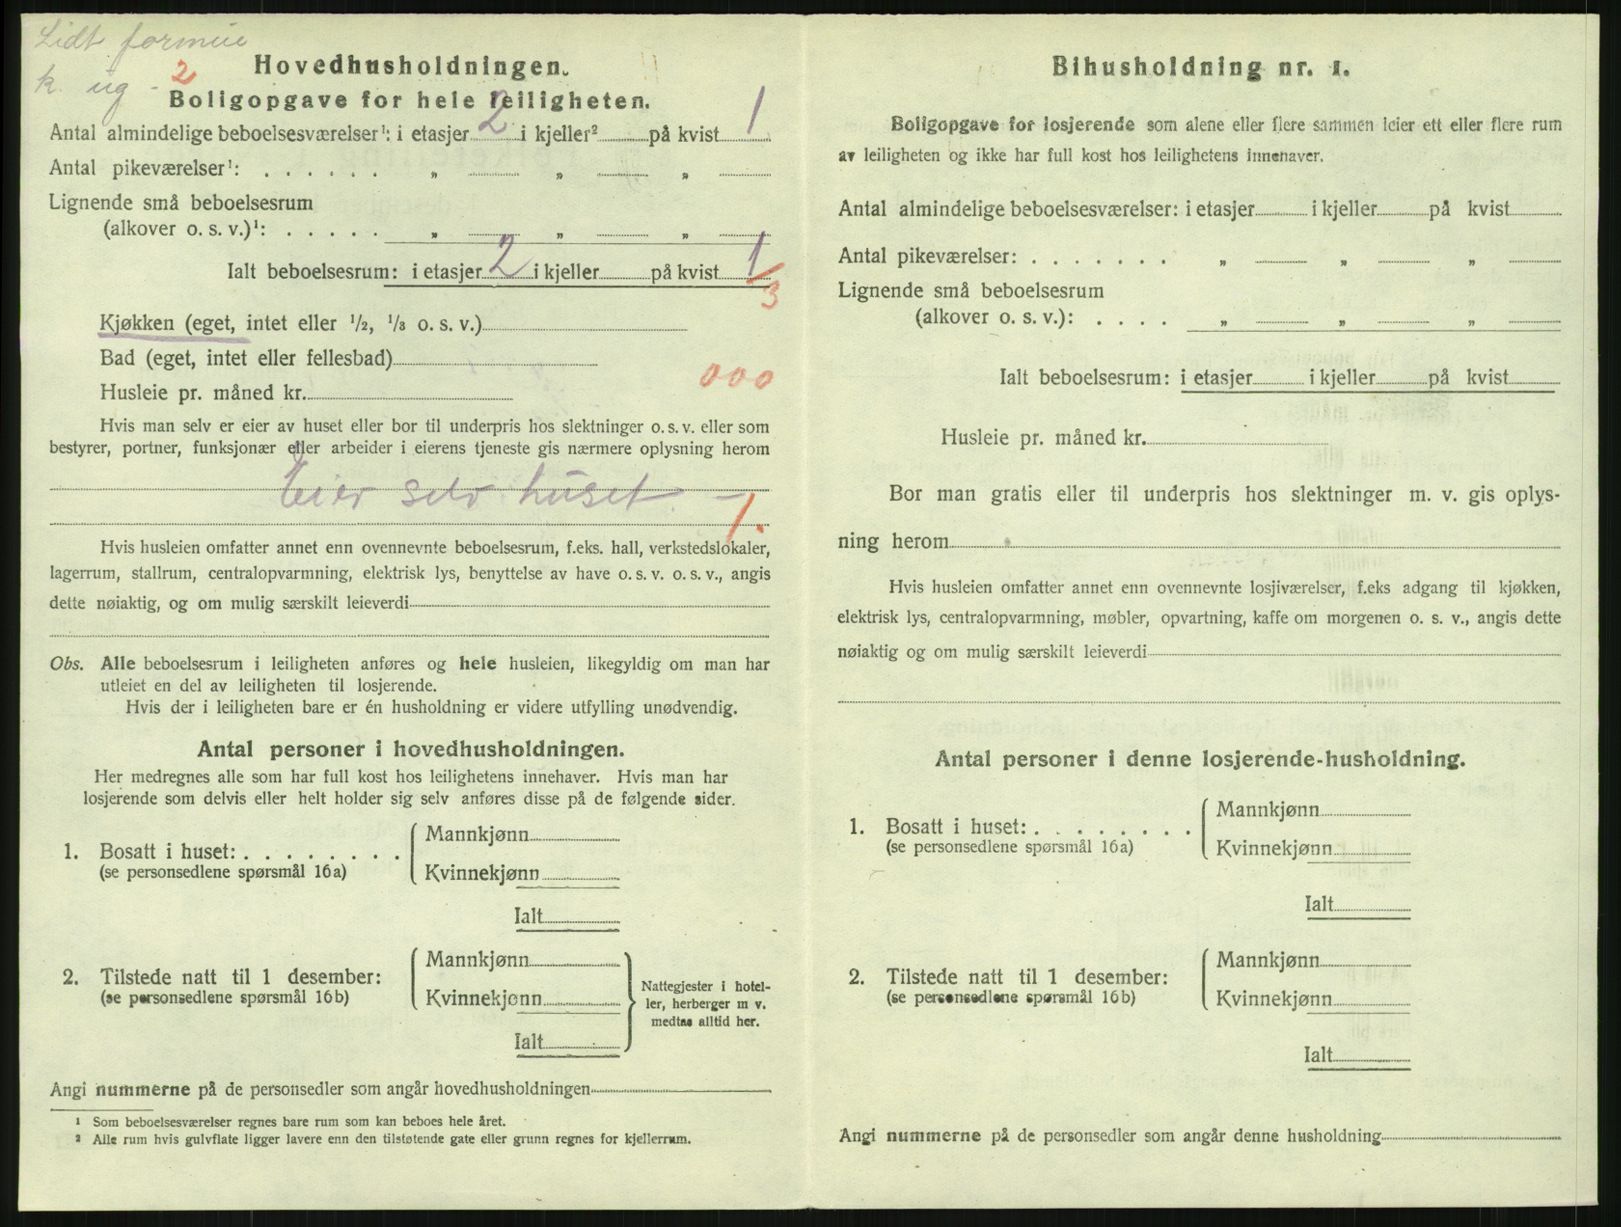 Lidt formue
k. ug - 2
Hovedhusholdningen.
Boligopgave for hele leiligheten.
Antal almindelige beboelsesværelser¹: i etasjer 2 i kjeller² på kvist 1
Antal pikeværelser¹: . . . . . . „ „ „
Lignende små beboelsesrum
(alkover o. s. v.)¹: . . . . . „ „ „
Ialt beboelsesrum: i etasjer 2 i kjeller på kvist 1
3
Kjøkken (eget, intet eller 1/2, 1/3 o. s. v.)
Bad (eget, intet eller fellesbad)
000
Husleie pr. måned kr.
Hvis man selv er eier av huset eller bor til underpris hos slektninger o. s. v. eller som
bestyrer, portner, funksjonær eller arbeider i eierens tjeneste gis nærmere oplysning herom
Eier selv huset. -
1.
Hvis husleien omfatter annet enn ovennevnte beboelsesrum, f.eks. hall, verkstedslokaler,
lagerrum, stallrum, centralopvarmning, elektrisk lys, benyttelse av have o. s. v. o. s. v., angis
dette nøiaktig, og om mulig særskilt leieverdi
Obs. Alle beboelsesrum i leiligheten anføres og hele husleien, likegyldig om man har
utleiet en del av leiligheten til losjerende.
Hvis der i leiligheten bare er én husholdning er videre utfylling unødvendig.
Antal personer i hovedhusholdningen.
Her medregnes alle som har full kost hos leilighetens innehaver. Hvis man har
losjerende som delvis eller helt holder sig selv anføres disse på de følgende sider.
Mannkjønn
1. Bosatt i huset: . . . . . . . .
(se personsedlene spørsmål 16a)
Kvinnekjønn
Ialt
Mannkjønn
2. Tilstede natt til 1 desember:
(se personsedlene spørsmål 16b)
Kvinnekjønn
Ialt
Nattegjester i hotel-
ler, herberger m v.
medtas alltid her.
Angi nummerne på de personsedler som angår hovedhusholdningen
¹ Som beboelsesværelser regnes bare rum som kan beboes hele året.
² Alle rum hvis gulvflate ligger lavere enn den tilstøtende gate eller grunn regnes for kjellerrum.
Bihusholdning nr. 1.
Boligopgave for losjerende som alene eller flere sammen leier ett eller flere rum
av leiligheten og ikke har full kost hos leilighetens innenaver.
Antal almindelige beboelsesværelser: i etasjer i kjeller på kvist
Antal pikeværelser: . . . . . . . „ „ „
Lignende små beboelsesrum
(alkover o. s. v.): . . . . „ „ „
Ialt beboelsesrum: i etasjer i kjeller på kvist
Husleie pr. måned kr.
Bor man gratis eller til underpris hos slektninger m. v. gis oplys-
ning herom
Hvis husleien omfatter annet enn ovennevnte losjiværelser, f.eks adgang til kjøkken,
elektrisk lys, centralopvarmning, møbler, opvartning, kaffe om morgenen o. s. v., angis dette
nøiaktig og om mulig særskilt leieverdi
Antal personer i denne losjerende-husholdning.
Mannkjønn
1. Bosatt i huset: . . . . . . . .
(se personsedlene spørsmål 16a)
Kvinnekjønn
Ialt
Mannkjønn
2. Tilstede natt til 1 desember:
(se personsedlene spørsmål 16b)
Kvinnekjønn
Ialt
Angi nummerne på de personsedler som angår denne husholdning